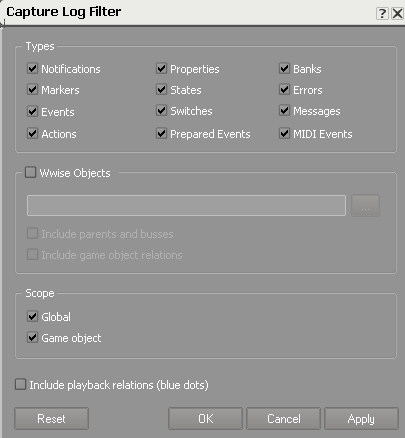 Capture Log Filter
Types
Notifications Properties Banks
Markers States Errors
Events Switches Messages
Actions Prepared Events MIDI Events
Wwise Objects
...
Include parents and busses
Include game object relations
Scope
Global
Game object
Include playback relations (blue dots)
Reset OK Cancel Apply